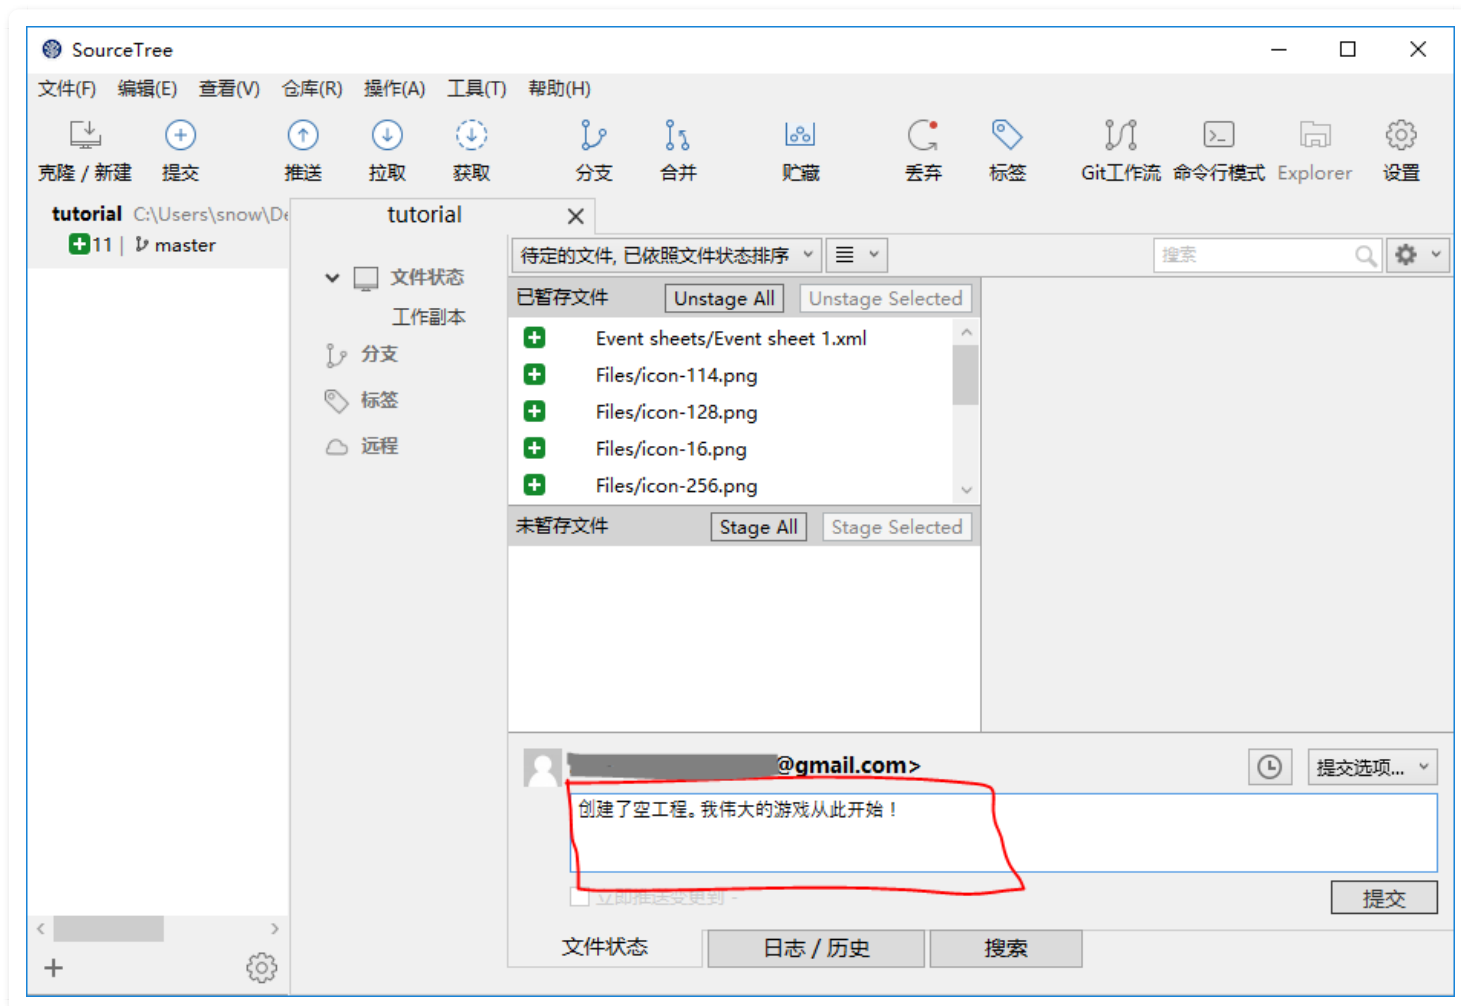 SourceTree
文件(F) 编辑(E) 查看(V) 仓库(R) 操作(A) 工具(T) 帮助(H)
克隆 / 新建 提交 推送 拉取 获取 分支 合并 贮藏 丢弃 标签 Git工作流 命令行模式 Explorer 设置
tutorial C:\Users\snow\De
11 master
tutorial
文件状态
工作副本
分支
标签
远程
待定的文件, 已依照文件状态排序
搜索
已暂存文件 Unstage All Unstage Selected
Event sheets/Event sheet 1.xml
Files/icon-114.png
Files/icon-128.png
Files/icon-16.png
Files/icon-256.png
未暂存文件 Stage All Stage Selected
@gmail.com>
提交选项...
创建了空工程。我伟大的游戏从此开始！
立即推送变更到 -
提交
文件状态 日志 / 历史 搜索